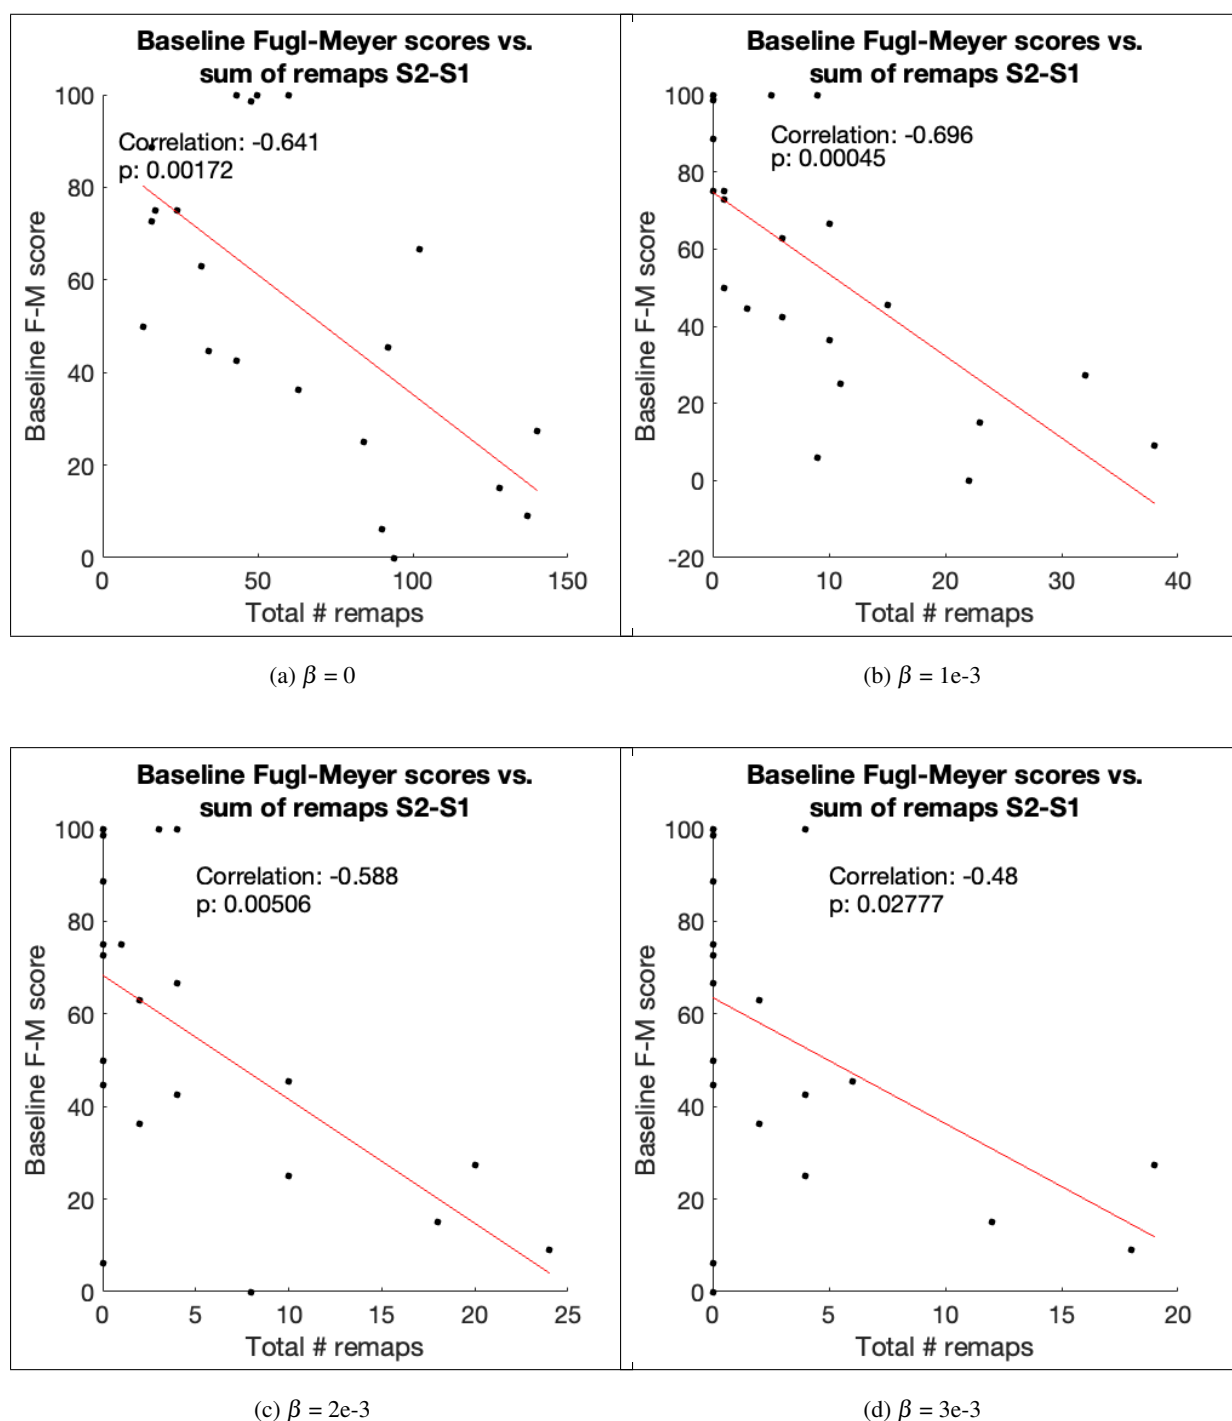 Baseline Fugl-Meyer scores vs.
sum of remaps S2-S1
100
80
60
40
20
0
Baseline F-M score
Correlation: -0.641
p: 0.00172
0
50
100
150
Total # remaps
(a) β = 0
Baseline Fugl-Meyer scores vs.
sum of remaps S2-S1
100
80
60
40
20
0
-20
Baseline F-M score
Correlation: -0.696
p: 0.00045
0
10
20
30
40
Total # remaps
(b) β = 1e-3
Baseline Fugl-Meyer scores vs.
sum of remaps S2-S1
100
80
60
40
20
0
Baseline F-M score
Correlation: -0.588
p: 0.00506
0
5
10
15
20
25
Total # remaps
(c) β = 2e-3
Baseline Fugl-Meyer scores vs.
sum of remaps S2-S1
100
80
60
40
20
0
Baseline F-M score
Correlation: -0.48
p: 0.02777
0
5
10
15
20
Total # remaps
(d) β = 3e-3